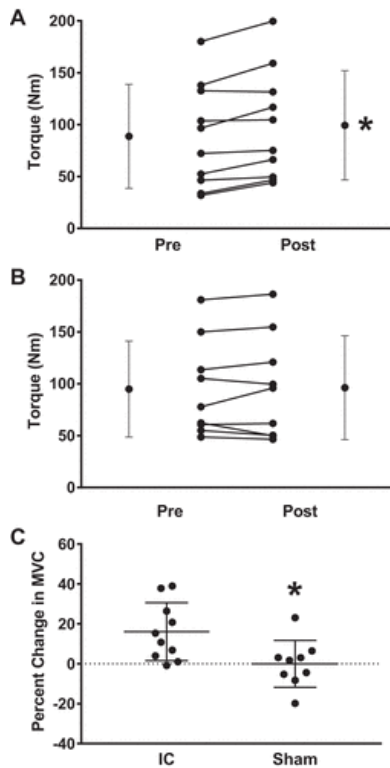 A
200
150
100
50
0
Torque (Nm)
*
Pre Post
B
200
150
100
50
0
Torque (Nm)
Pre Post
C
60
40
20
0
-20
-40
Percent Change in MVC
*
IC Sham